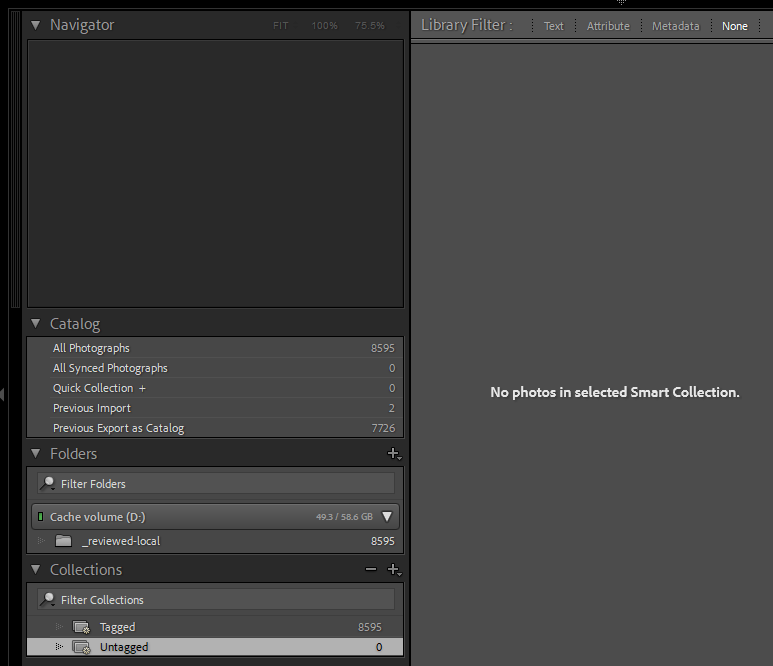 Navigator FIT 100% 75.5%
Library Filter : Text Attribute Metadata None
No photos in selected Smart Collection.
Catalog
All Photographs 8595
All Synced Photographs 0
Quick Collection + 0
Previous Import 2
Previous Export as Catalog 7726
Folders
Filter Folders
Cache volume (D:) 49.3 / 58.6 GB
_reviewed-local 8595
Collections
Filter Collections
Tagged 8595
Untagged 0